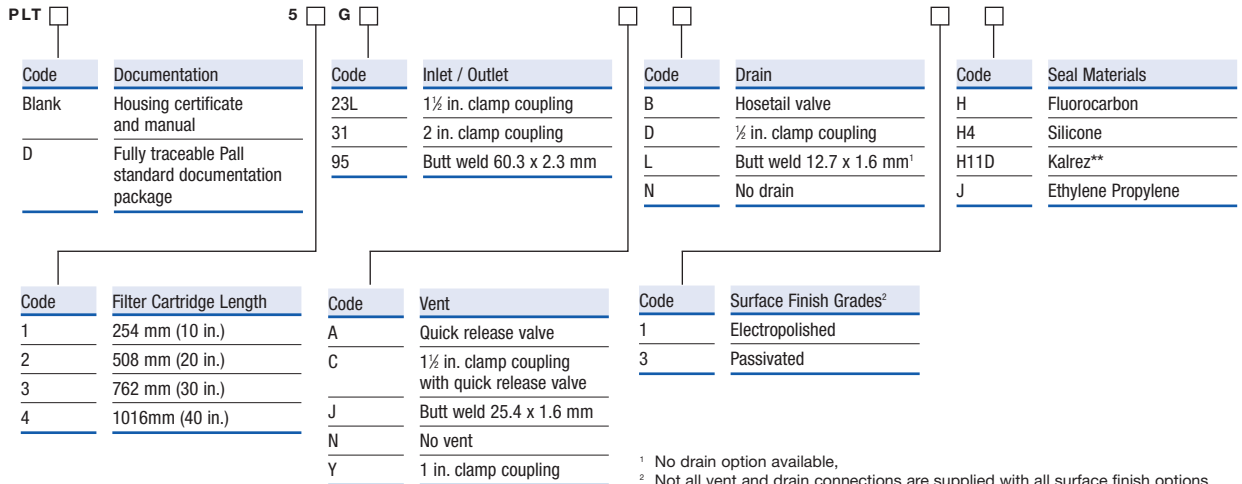 PLT 5 G
Code Documentation
Blank Housing certificate
and manual
D Fully traceable Pall
standard documentation
package
Code Inlet / Outlet
23L 1½ in. clamp coupling
31 2 in. clamp coupling
95 Butt weld 60.3 x 2.3 mm
Code Drain
B Hosetail valve
D ½ in. clamp coupling
L Butt weld 12.7 x 1.6 mm¹
N No drain
Code Seal Materials
H Fluorocarbon
H4 Silicone
H11D Kalrez**
J Ethylene Propylene
Code Filter Cartridge Length
1 254 mm (10 in.)
2 508 mm (20 in.)
3 762 mm (30 in.)
4 1016mm (40 in.)
Code Vent
A Quick release valve
C 1½ in. clamp coupling
with quick release valve
J Butt weld 25.4 x 1.6 mm
N No vent
Y 1 in. clamp coupling
Code Surface Finish Grades²
1 Electropolished
3 Passivated
¹ No drain option available,
² Not all vent and drain connections are supplied with all surface finish options